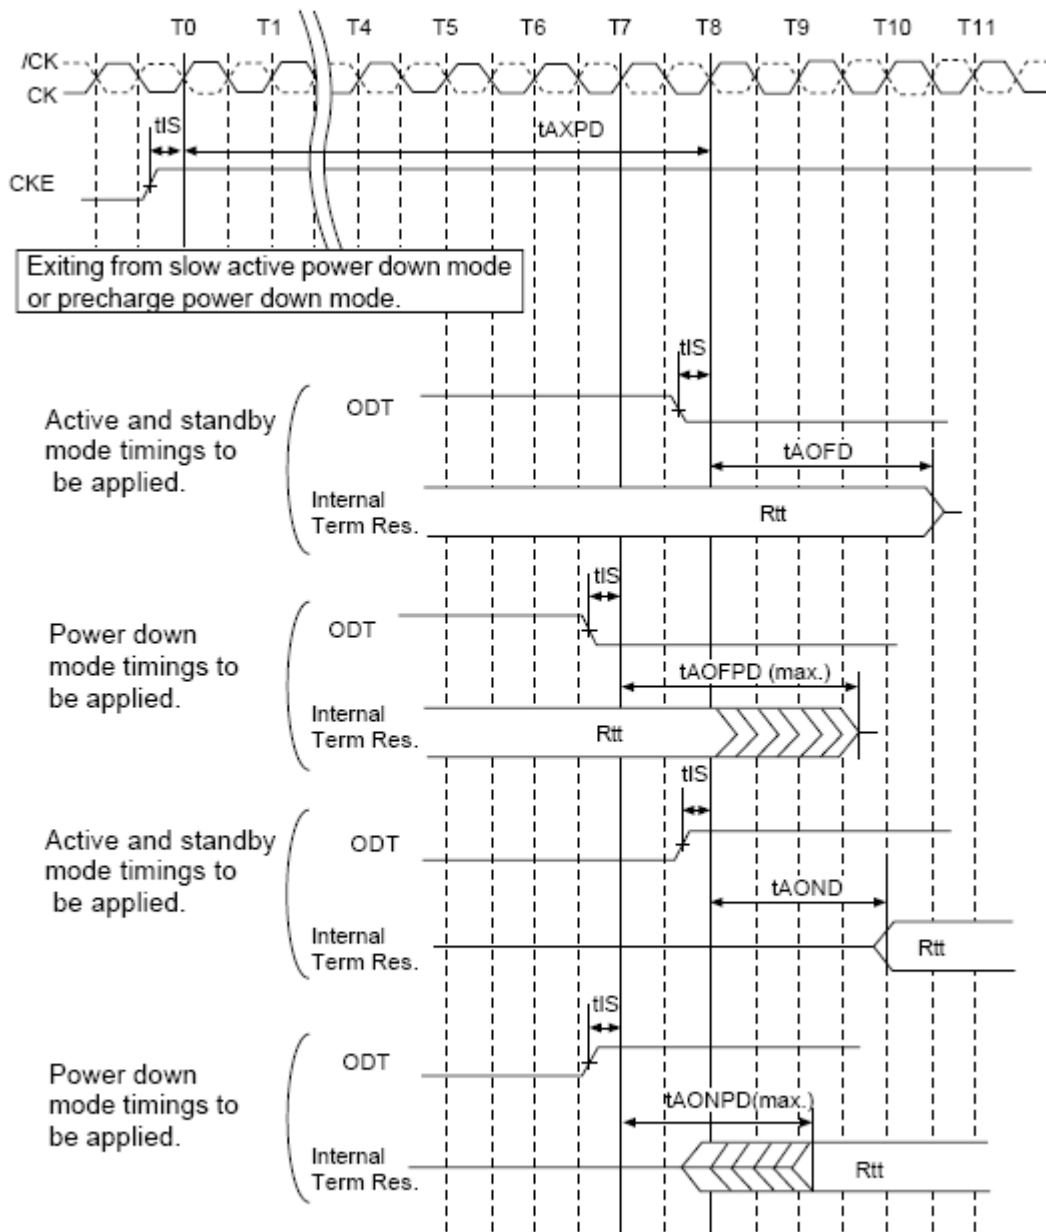 T0 T1 T4 T5 T6 T7 T8 T9 T10 T11
/CK
CK
tIS
tAXPD
CKE
Exiting from slow active power down mode
or precharge power down mode.
tIS
Active and standby
mode timings to
be applied.
ODT
tAOFD
Internal
Term Res.
Rtt
tIS
Power down
mode timings to
be applied.
ODT
tAOFPD (max.)
Internal
Term Res.
Rtt
tIS
Active and standby
mode timings to
be applied.
ODT
tAOND
Internal
Term Res.
Rtt
tIS
Power down
mode timings to
be applied.
ODT
tAONPD(max.)
Internal
Term Res.
Rtt